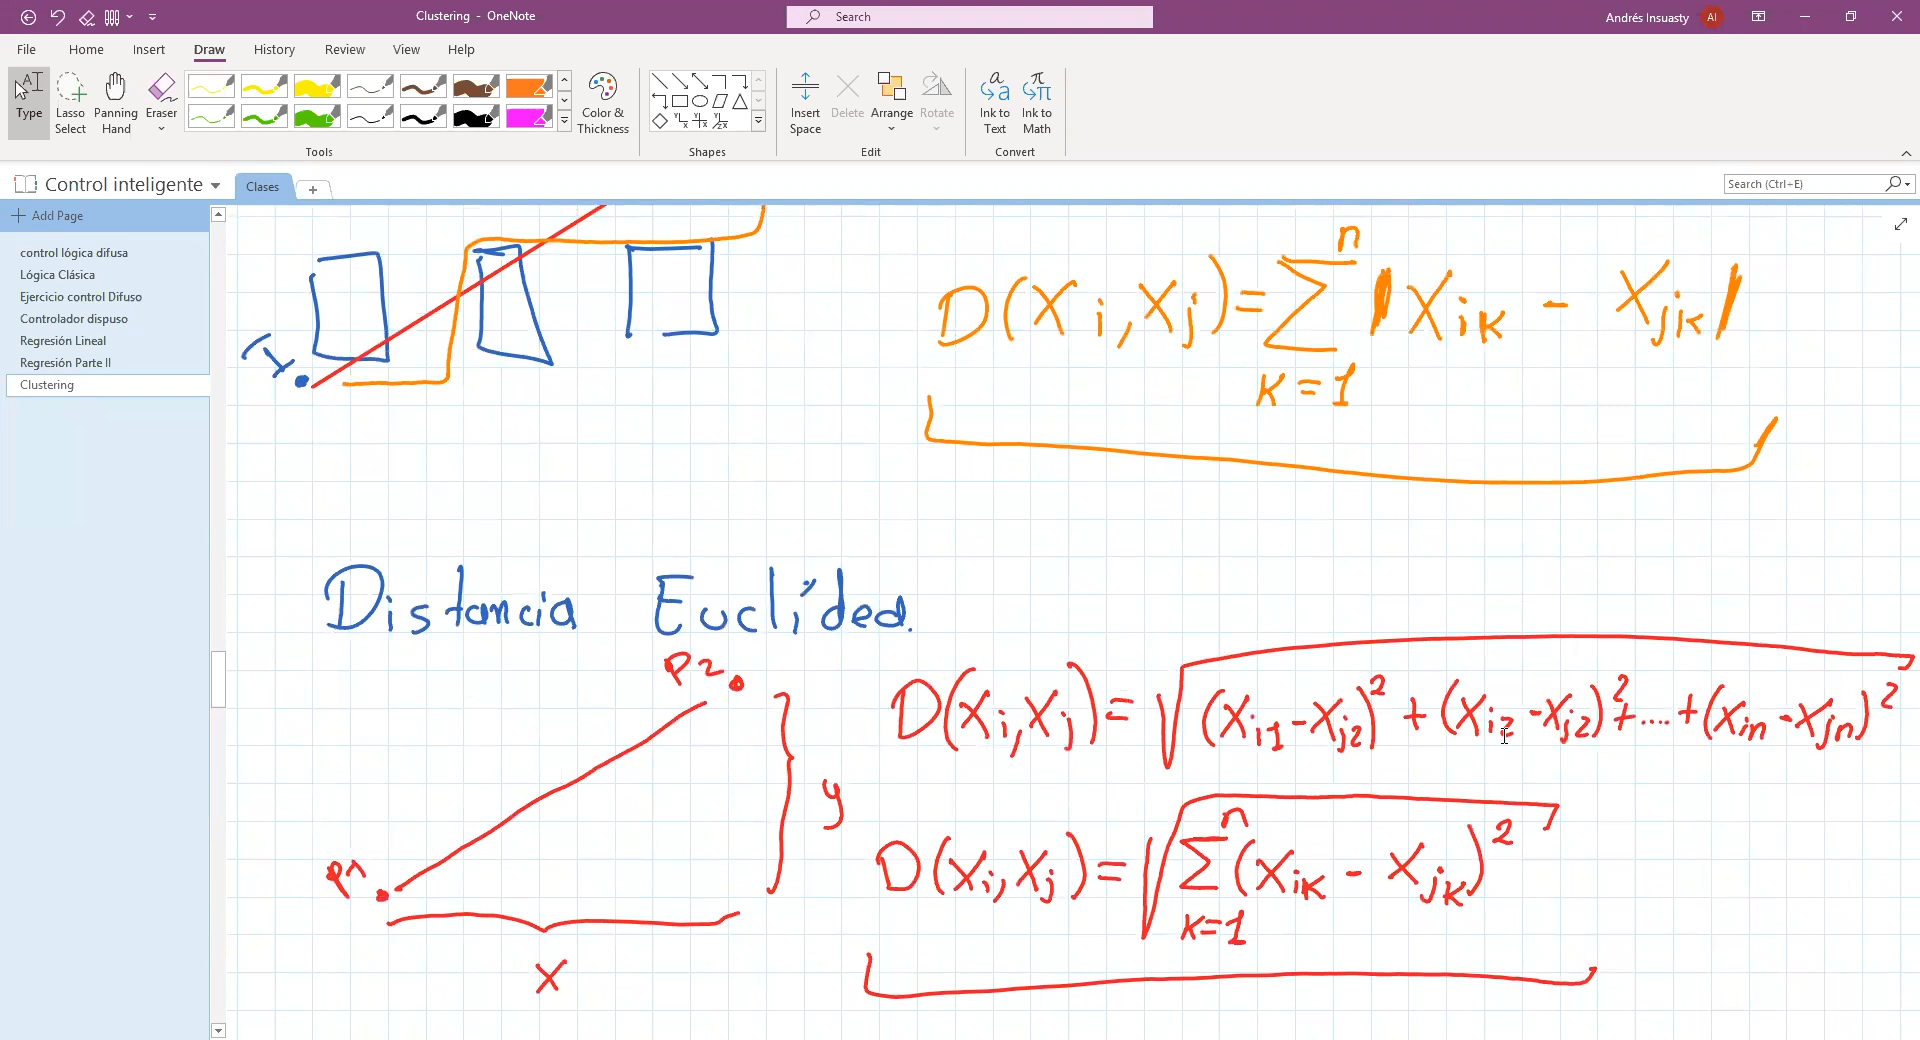 Clustering - OneNote
Search
Andrés Insuasty
AI
File Home Insert Draw History Review View Help
Type
Lasso Select
Panning Hand
Eraser
Color & Thickness
Insert Space
Delete
Arrange
Rotate
Ink to Text
Ink to Math
Tools
Shapes
Edit
Convert
Control inteligente
Clases
Search (Ctrl+E)
Add Page
control lógica difusa
Lógica Clásica
Ejercicio control Difuso
Controlador dispuso
Regresión Lineal
Regresión Parte II
Clustering
D(Xi, Xj) = Σ_{k=1}^{n} |Xik - Xjk|
Distancia Euclided.
P2
D(Xi, Xj) = √((Xi1 - Xj2)² + (Xi2 - Xj2)² + .... + (Xin - Xjn)²)
y
D(Xi, Xj) = √(Σ_{k=1}^{n} (Xik - Xjk)²)
X